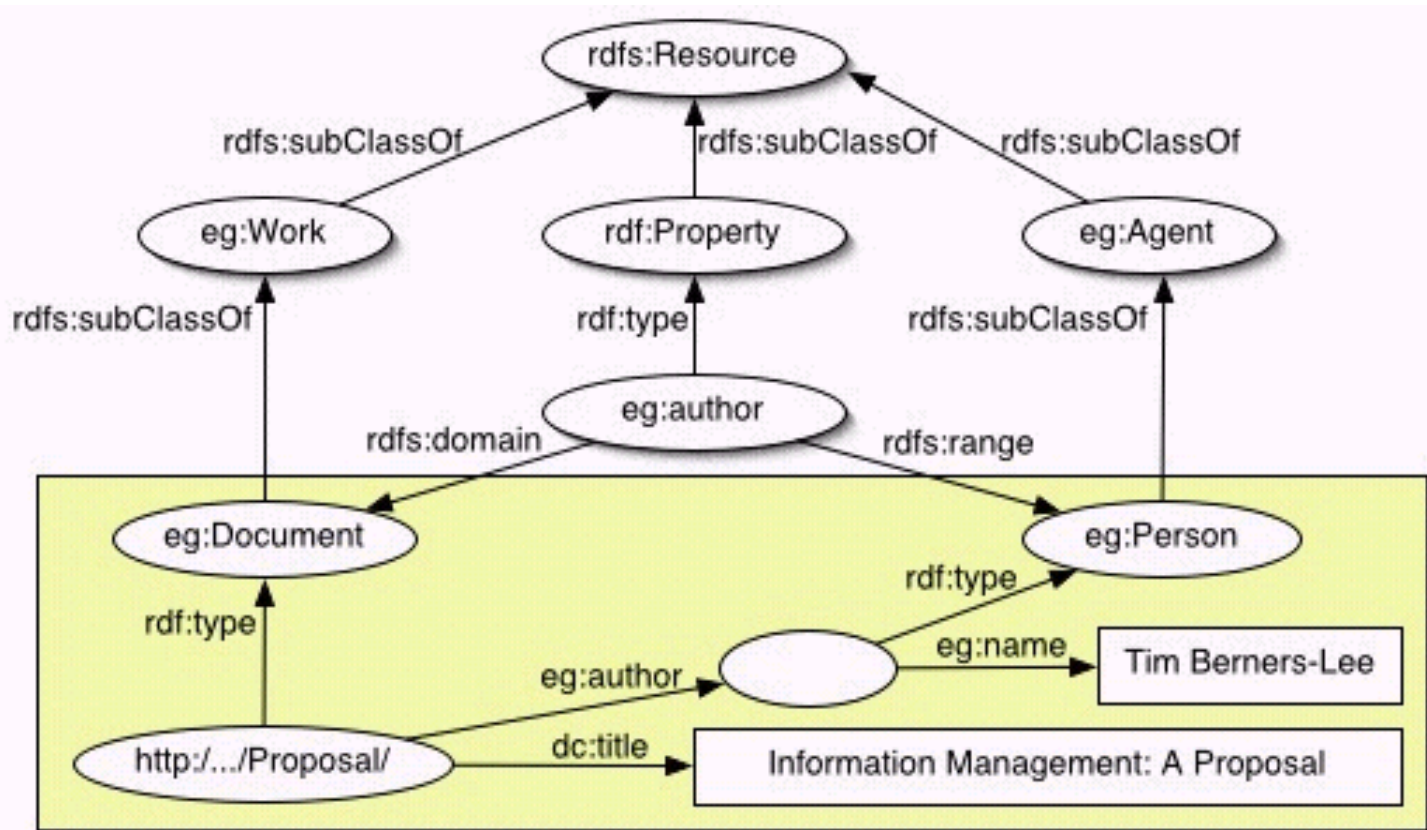 rdfs:Resource
rdfs:subClassOf
rdfs:subClassOf
rdfs:subClassOf
eg:Work
rdf:Property
eg:Agent
rdfs:subClassOf
rdf:type
rdfs:subClassOf
eg:author
rdfs:domain
rdfs:range
eg:Document
eg:Person
rdf:type
rdf:type
eg:name
Tim Berners-Lee
eg:author
http:/.../Proposal/
dc:title
Information Management: A Proposal